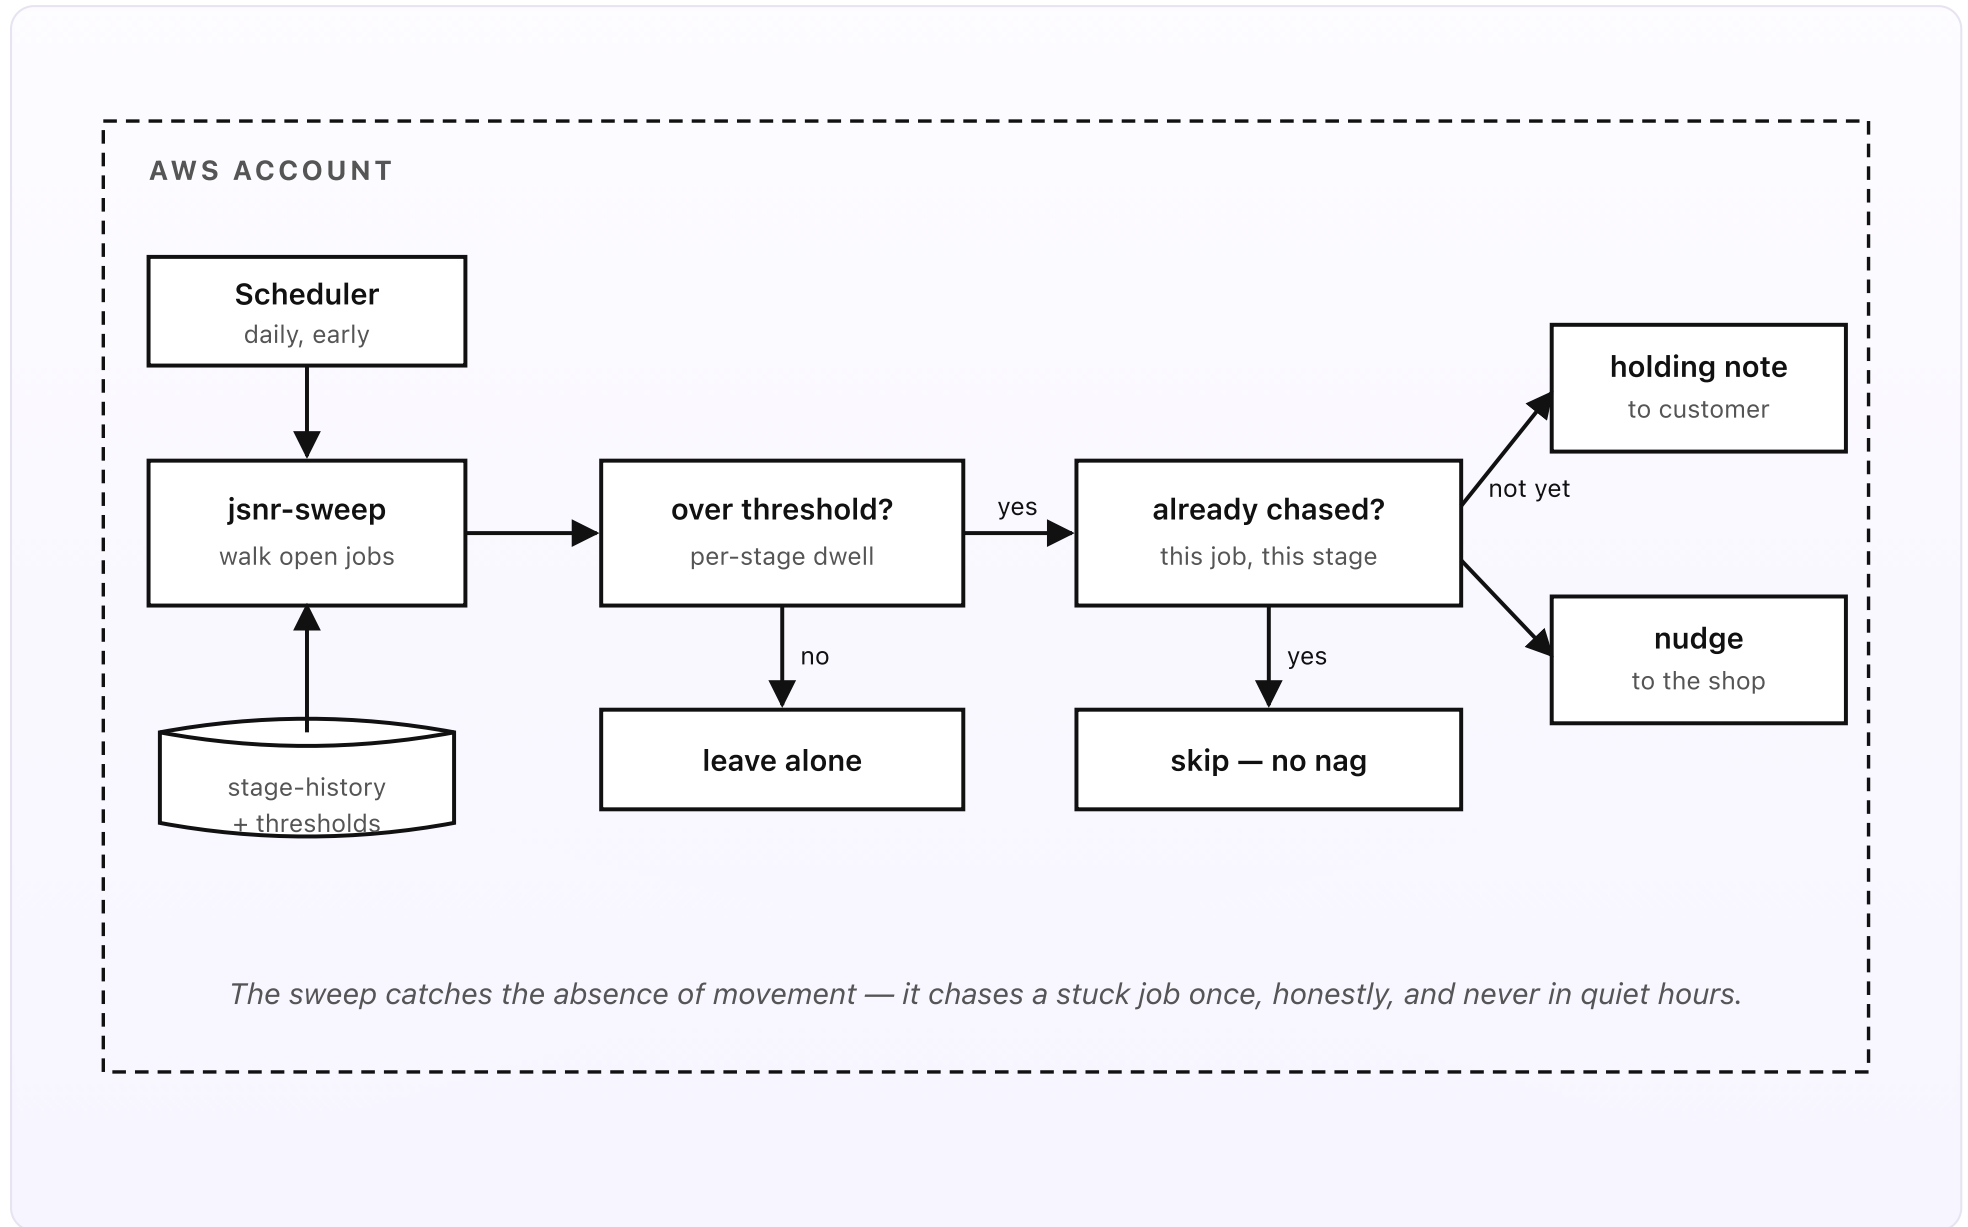 AWS ACCOUNT
Scheduler
daily, early
jsnr-sweep
walk open jobs
stage-history
+ thresholds
over threshold?
per-stage dwell
no
leave alone
yes
already chased?
this job, this stage
yes
skip — no nag
not yet
holding note
to customer
nudge
to the shop
The sweep catches the absence of movement — it chases a stuck job once, honestly, and never in quiet hours.